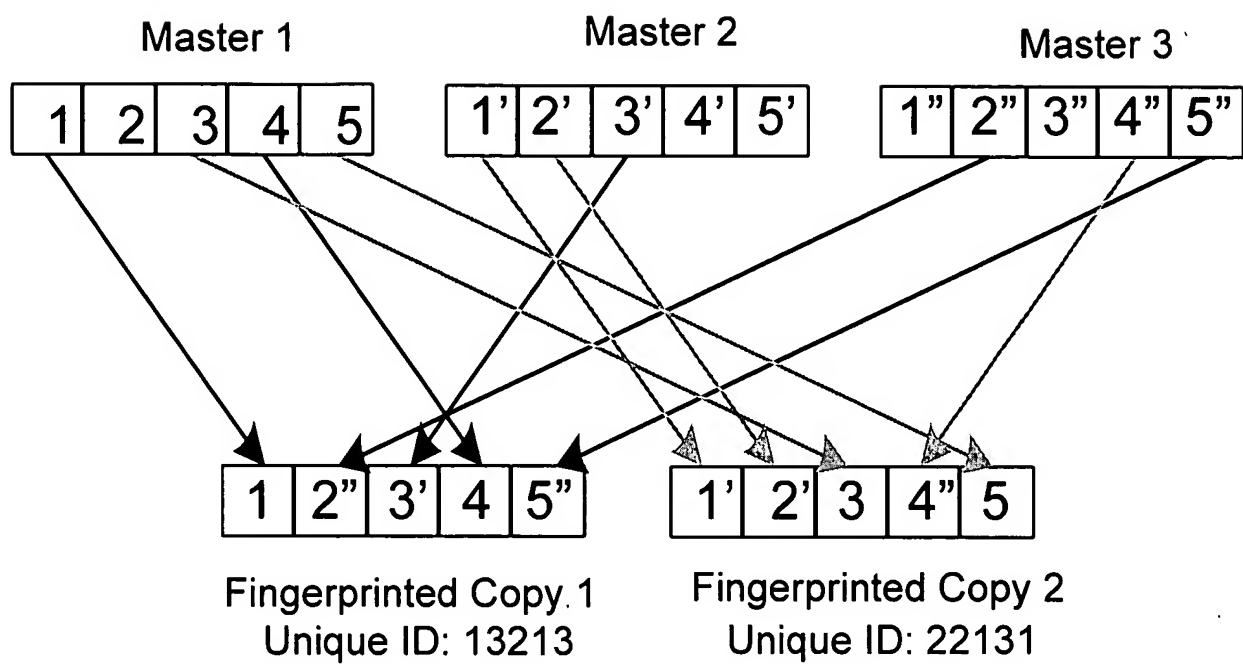 Master 1
Master 2
Master 3
1 2 3 4 5
1' 2' 3' 4' 5'
1" 2" 3" 4" 5"
1 2" 3' 4 5"
1' 2' 3 4" 5
Fingerprinted Copy 1
Unique ID: 13213
Fingerprinted Copy 2
Unique ID: 22131